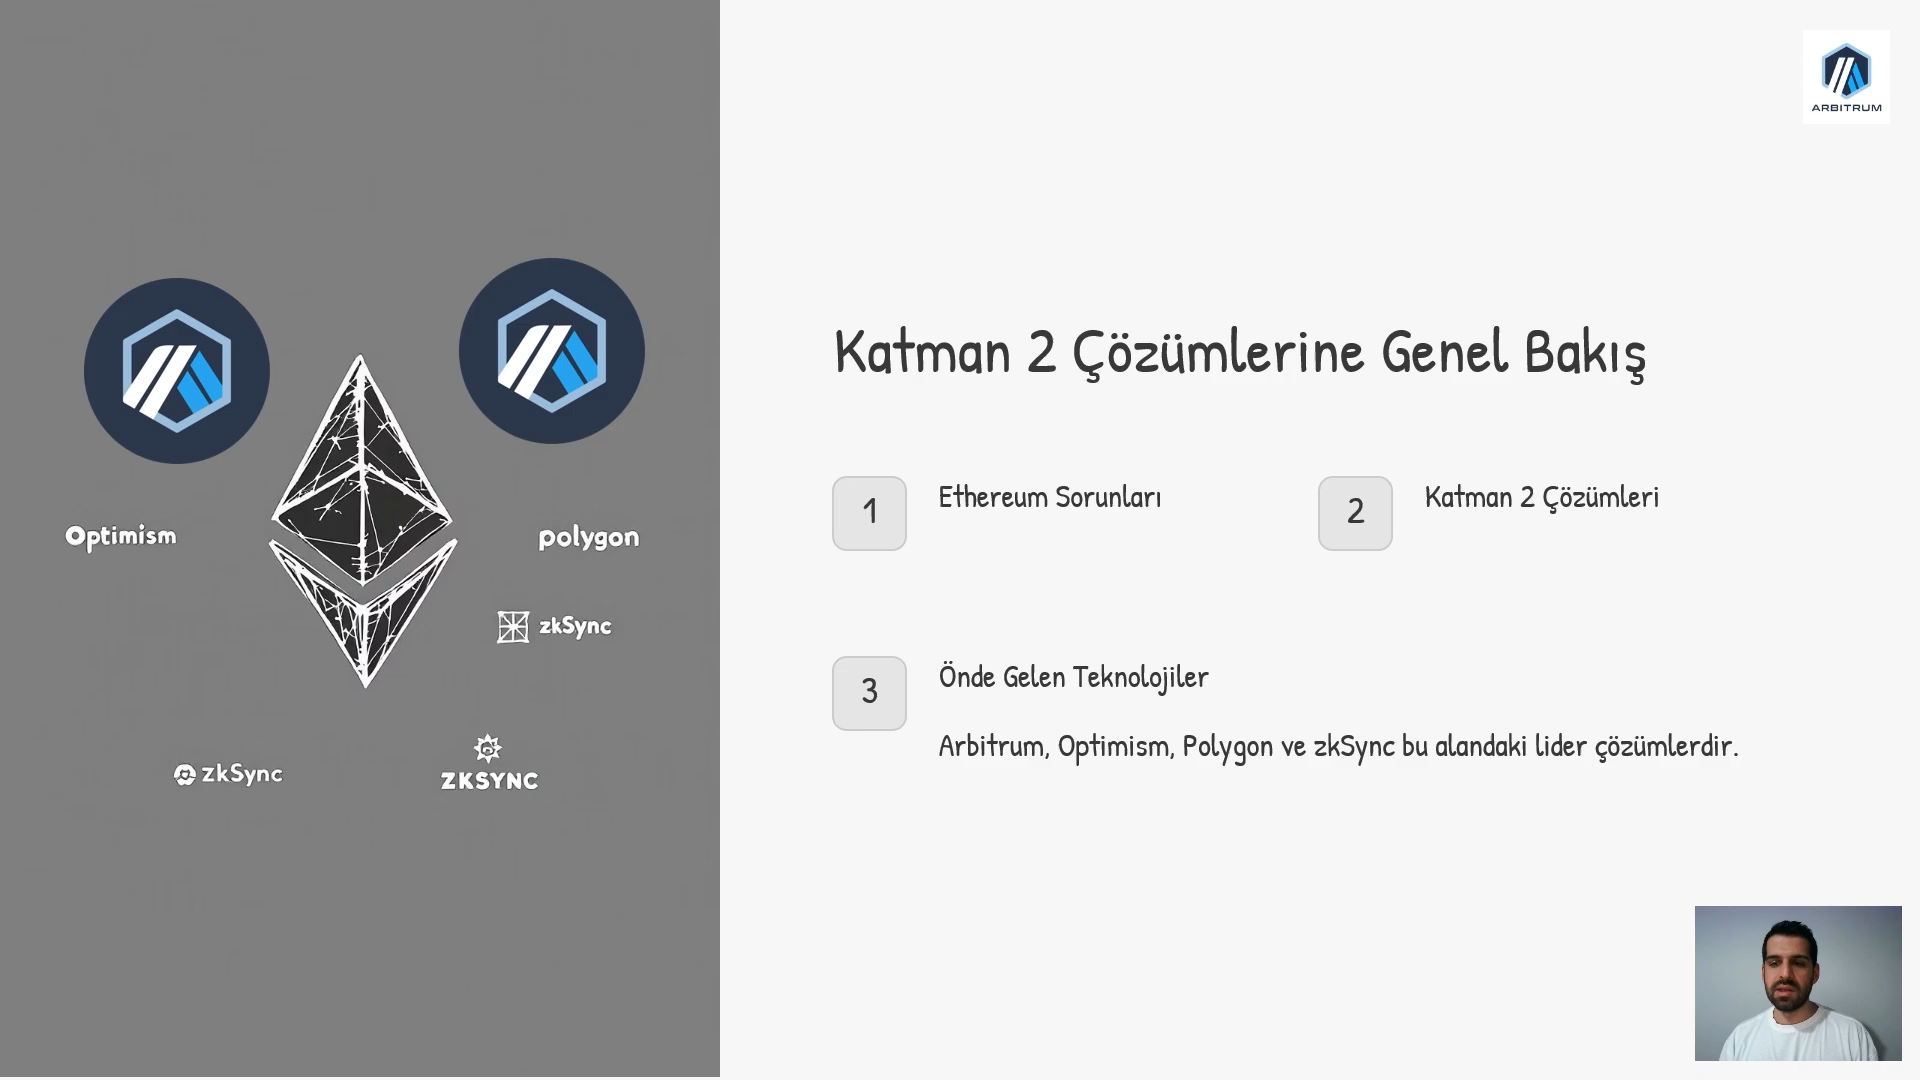 ARBITRUM
Optimism
polygon
zkSync
zkSync
ZKSYNC
Katman 2 Çözümlerine Genel Bakış
1
Ethereum Sorunları
2
Katman 2 Çözümleri
3
Önde Gelen Teknolojiler
Arbitrum, Optimism, Polygon ve zkSync bu alandaki lider çözümlerdir.